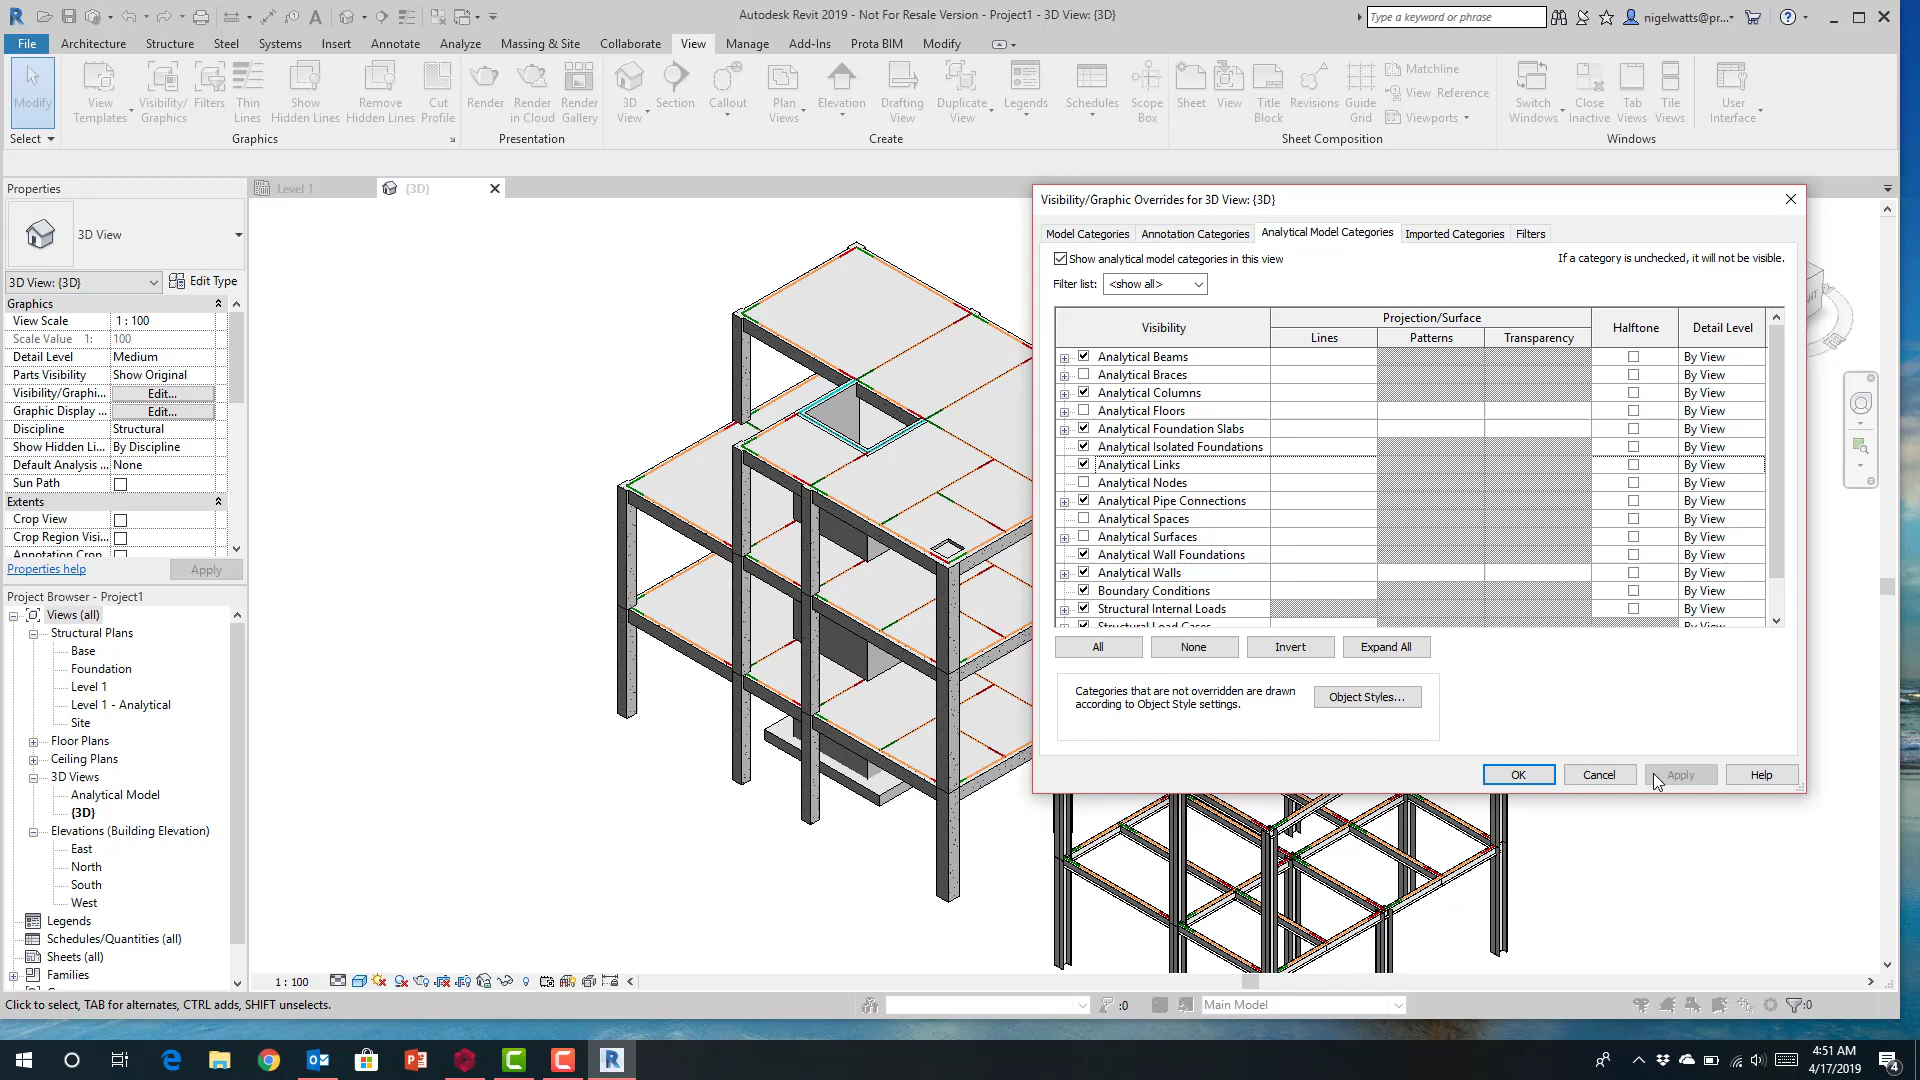 Autodesk Revit 2019 - Not For Resale Version - Project1 - 3D View: {3D}
Type a keyword or phrase
nigelwatts@pr...
File Architecture Structure Steel Systems Insert Annotate Analyze Massing & Site Collaborate View Manage Add-Ins Prota BIM Modify
Modify
View Templates
Visibility/ Graphics
Filters
Thin Lines
Show Hidden Lines
Remove Hidden Lines
Cut Profile
Render
Render in Cloud
Render Gallery
3D View
Section
Callout
Plan Views
Elevation
Drafting View
Duplicate View
Legends
Schedules
Scope Box
Sheet
View
Title Block
Revisions
Guide Grid
Matchline
View Reference
Viewports
Switch Windows
Close Inactive
Tab Views
Tile Views
User Interface
Select Graphics Presentation Create Sheet Composition Windows
Properties
Level 1
{3D}
3D View
3D View: {3D} Edit Type
Graphics
View Scale 1 : 100
Scale Value 1: 100
Detail Level Medium
Parts Visibility Show Original
Visibility/Graphi... Edit...
Graphic Display ... Edit...
Discipline Structural
Show Hidden Li... By Discipline
Default Analysis ... None
Sun Path
Extents
Crop View
Crop Region Visi...
Annotation Crop
Properties help Apply
Project Browser - Project1
Views (all)
Structural Plans
Base
Foundation
Level 1
Level 1 - Analytical
Site
Floor Plans
Ceiling Plans
3D Views
Analytical Model
{3D}
Elevations (Building Elevation)
East
North
South
West
Legends
Schedules/Quantities (all)
Sheets (all)
Families
Visibility/Graphic Overrides for 3D View: {3D}
Model Categories Annotation Categories Analytical Model Categories Imported Categories Filters
Show analytical model categories in this view
If a category is unchecked, it will not be visible.
Filter list: <show all>
Visibility Projection/Surface Halftone Detail Level
Lines Patterns Transparency
Analytical Beams By View
Analytical Braces By View
Analytical Columns By View
Analytical Floors By View
Analytical Foundation Slabs By View
Analytical Isolated Foundations By View
Analytical Links By View
Analytical Nodes By View
Analytical Pipe Connections By View
Analytical Spaces By View
Analytical Surfaces By View
Analytical Wall Foundations By View
Analytical Walls By View
Boundary Conditions By View
Structural Internal Loads By View
Structural Load Cases By View
All None Invert Expand All
Categories that are not overridden are drawn
according to Object Style settings.
Object Styles...
OK Cancel Apply Help
1 : 100
Click to select, TAB for alternates, CTRL adds, SHIFT unselects.
:0
Main Model
:0
4:51 AM
4/17/2019
4